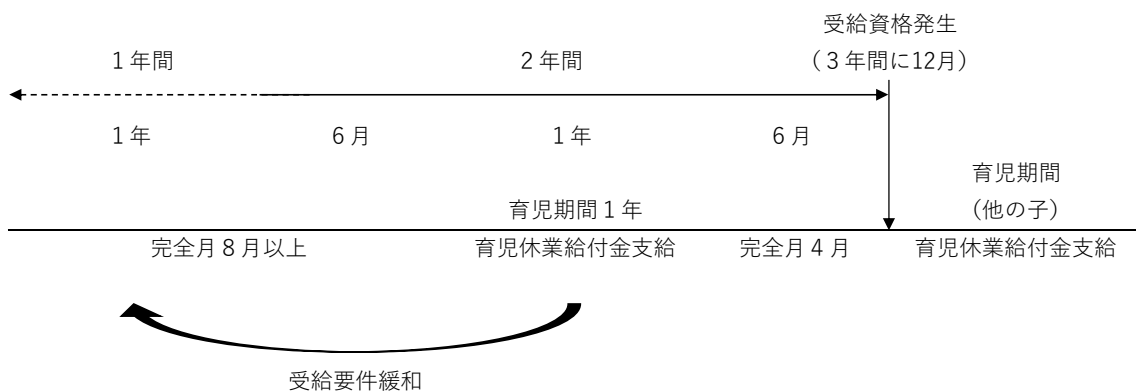 受給資格発生
1年間
2年間
（3年間に12月）
1年
6月
1年
6月
育児期間
育児期間1年
(他の子)
完全月8月以上
育児休業給付金支給
完全月4月
育児休業給付金支給
受給要件緩和